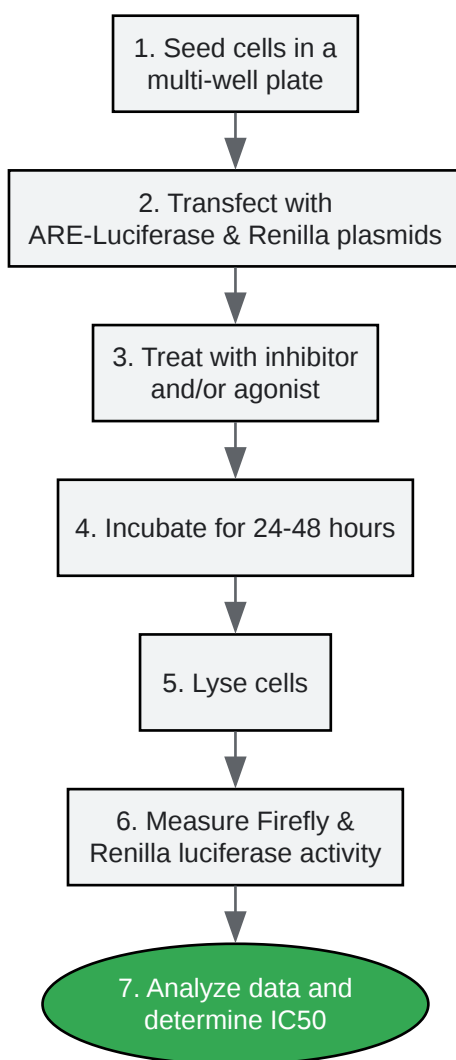 1. Seed cells in a
multi-well plate
2. Transfect with
ARE-Luciferase & Renilla plasmids
3. Treat with inhibitor
and/or agonist
4. Incubate for 24-48 hours
5. Lyse cells
6. Measure Firefly &
Renilla luciferase activity
7. Analyze data and
determine IC50